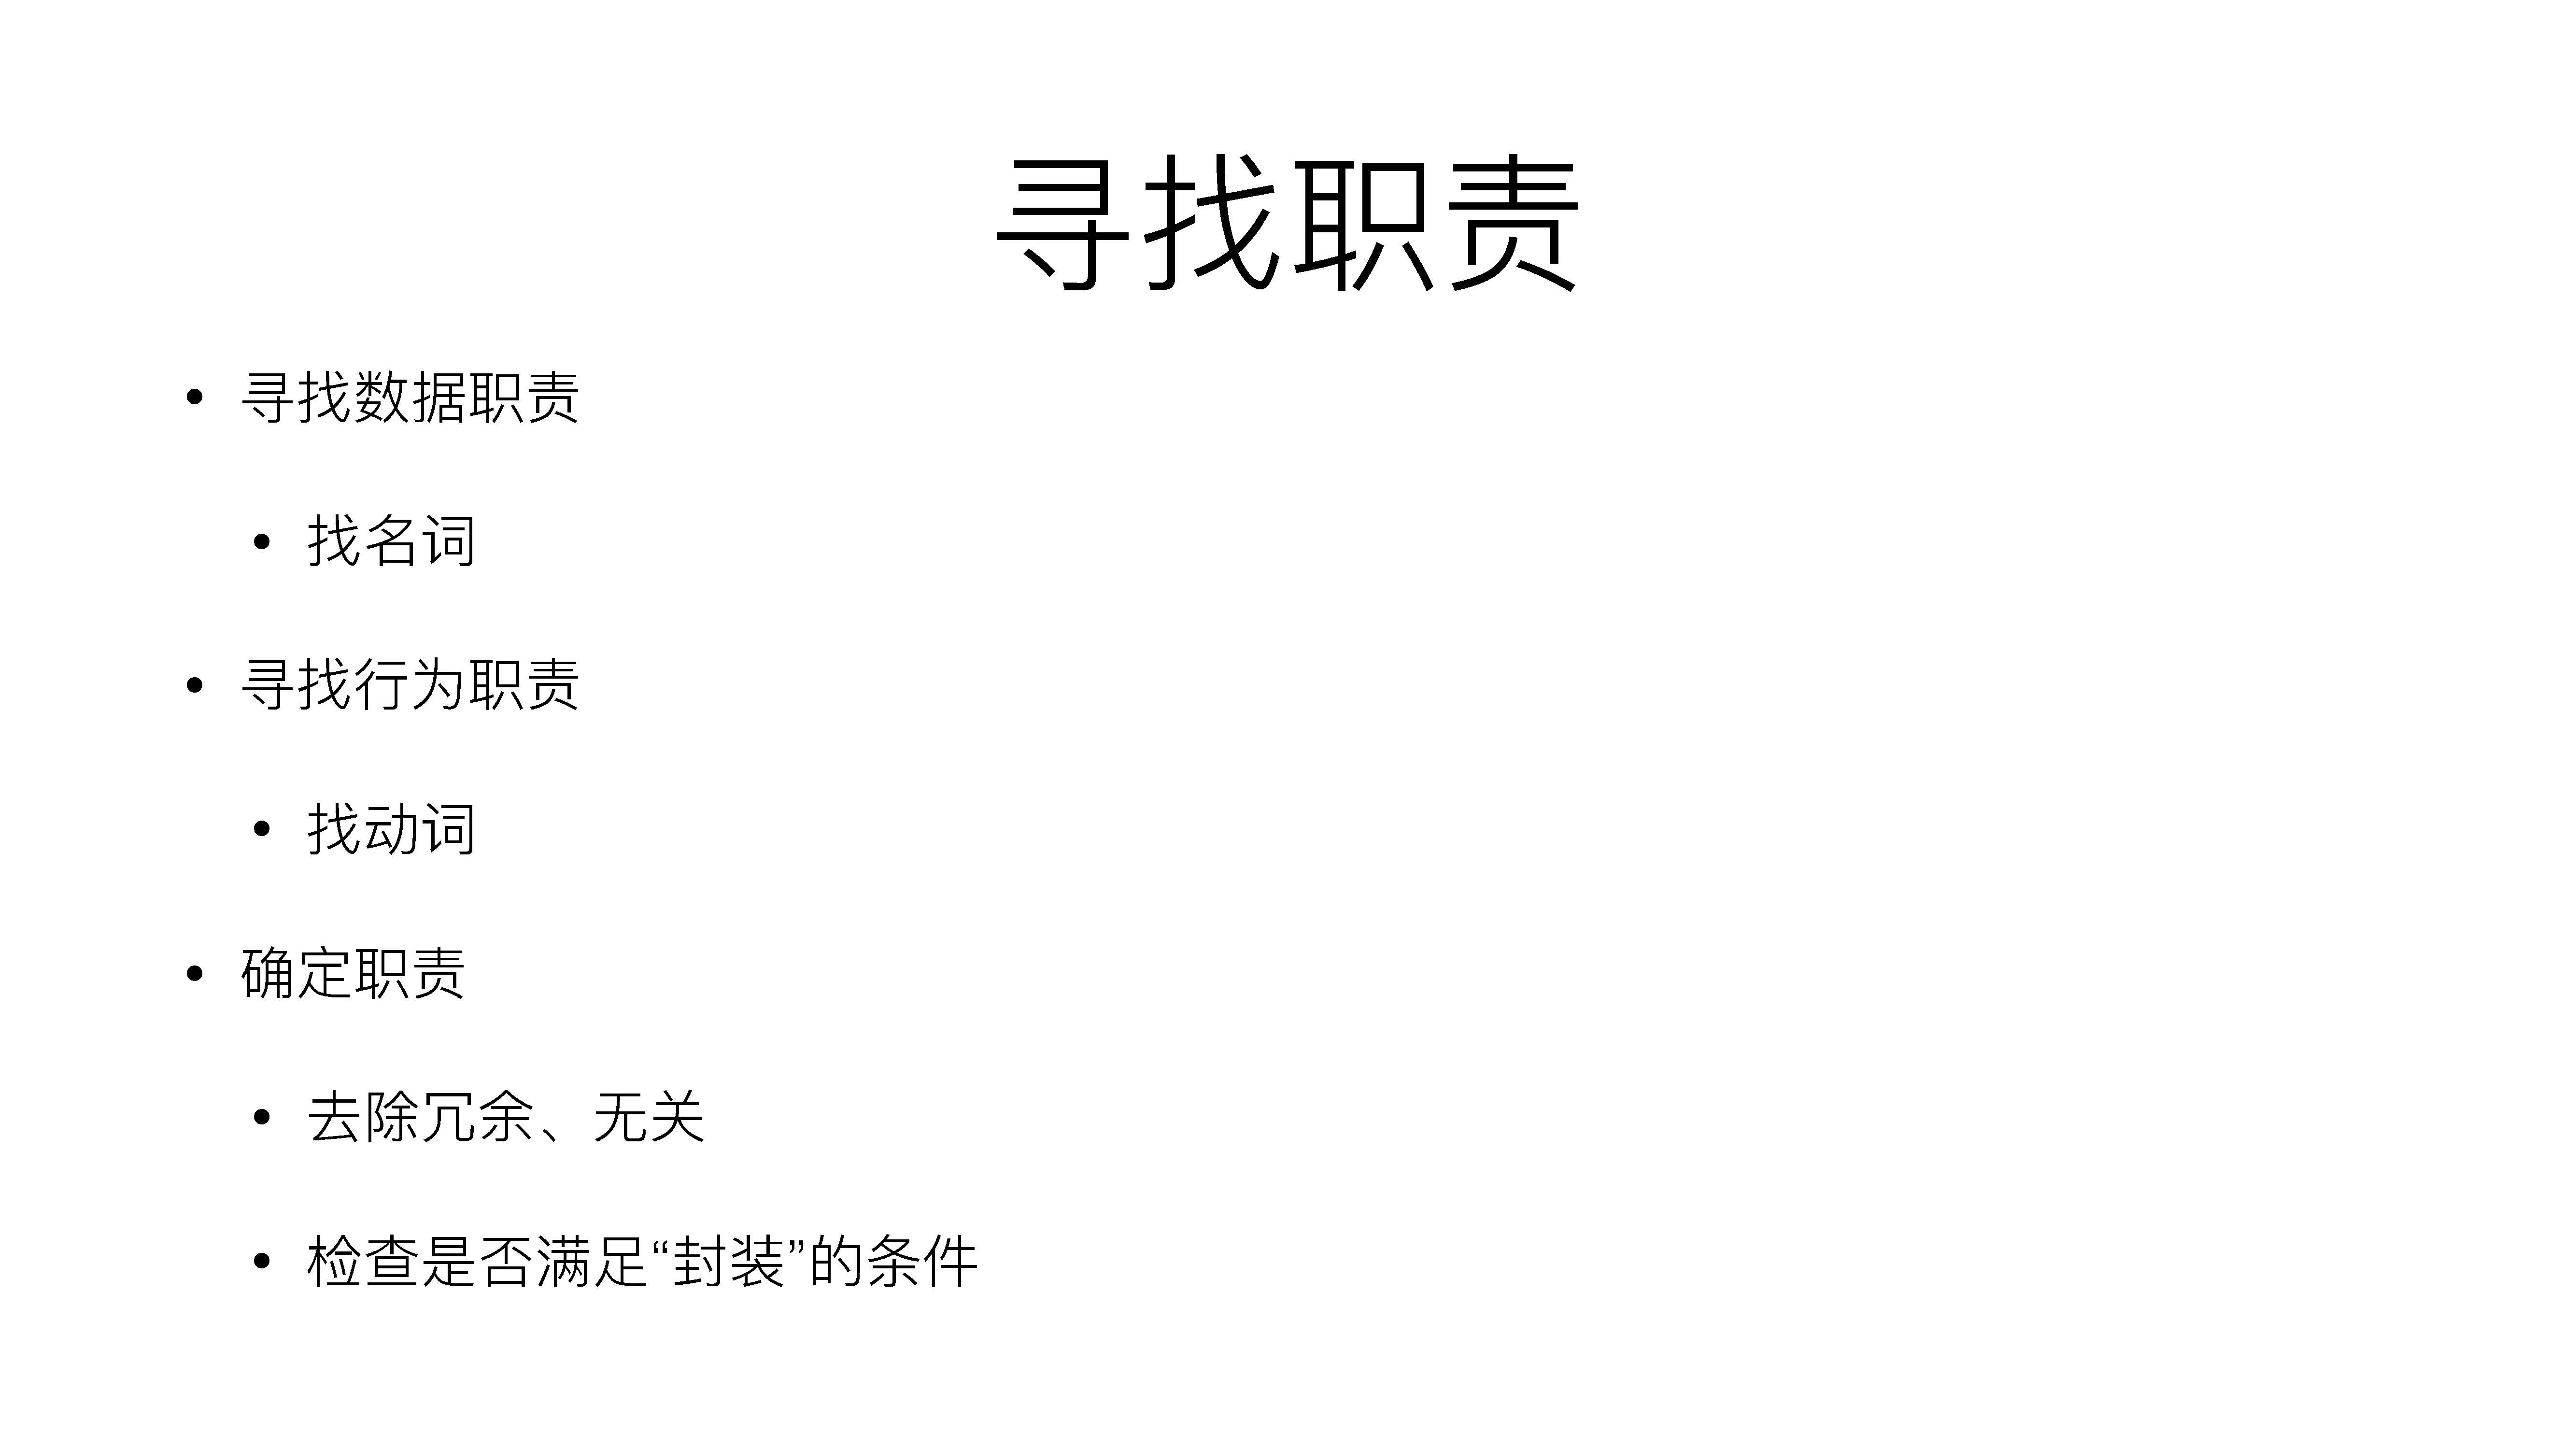 寻找职责
• 寻找数据职责
• 找名词
• 寻找行为职责
• 找动词
• 确定职责
• 去除冗余、无关
• 检查是否满足“封装”的条件